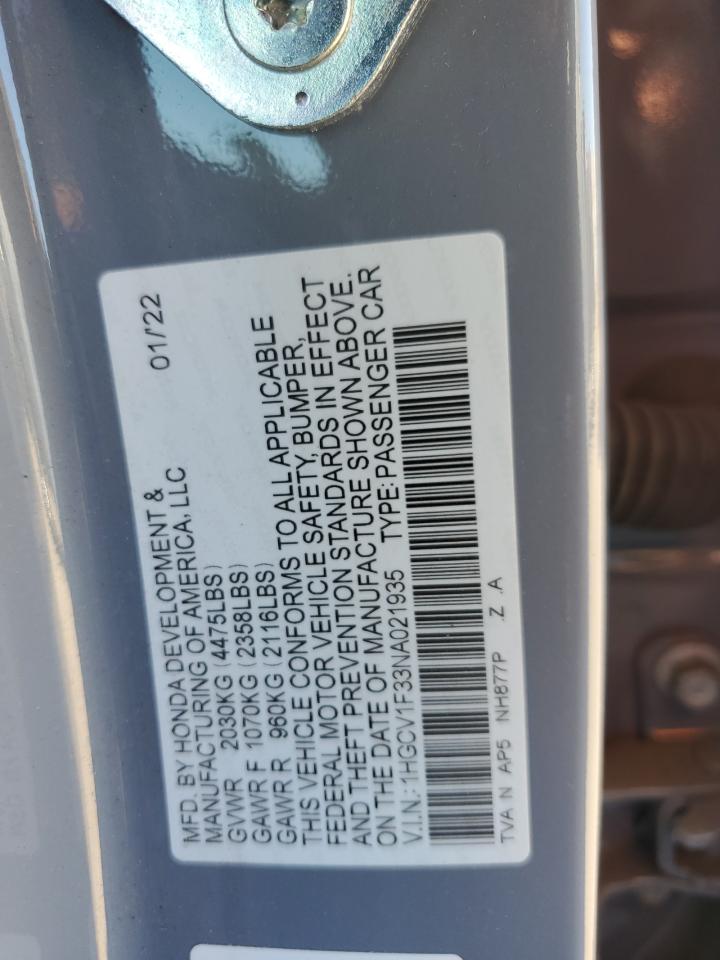 MFD. BY HONDA DEVELOPMENT & 01/'22
MANUFACTURING OF AMERICA, LLC
GVWR 2030KG (4475LBS)
GAWR F 1070KG (2358LBS)
GAWR R 960KG (2116LBS)
THIS VEHICLE CONFORMS TO ALL APPLICABLE
FEDERAL MOTOR VEHICLE SAFETY, BUMPER,
AND THEFT PREVENTION STANDARDS IN EFFECT
ON THE DATE OF MANUFACTURE SHOWN ABOVE.
V.I.N.: 1HGCV1F33NA021935 TYPE: PASSENGER CAR
TVA N AP5 NH877P .Z .A